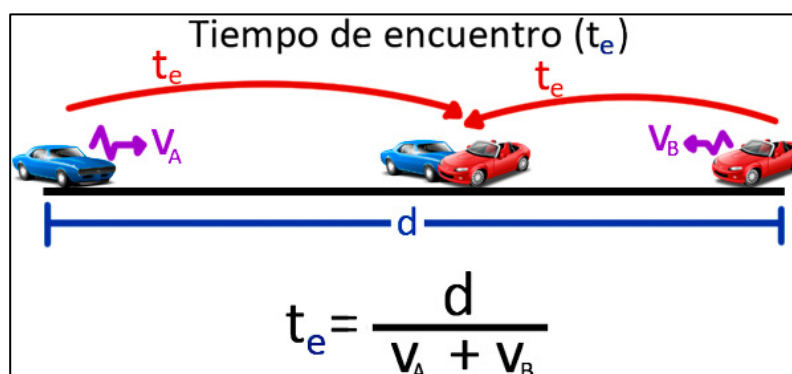 Tiempo de encuentro (te)
te
te
VA
VB
d
te = d / VA + VB